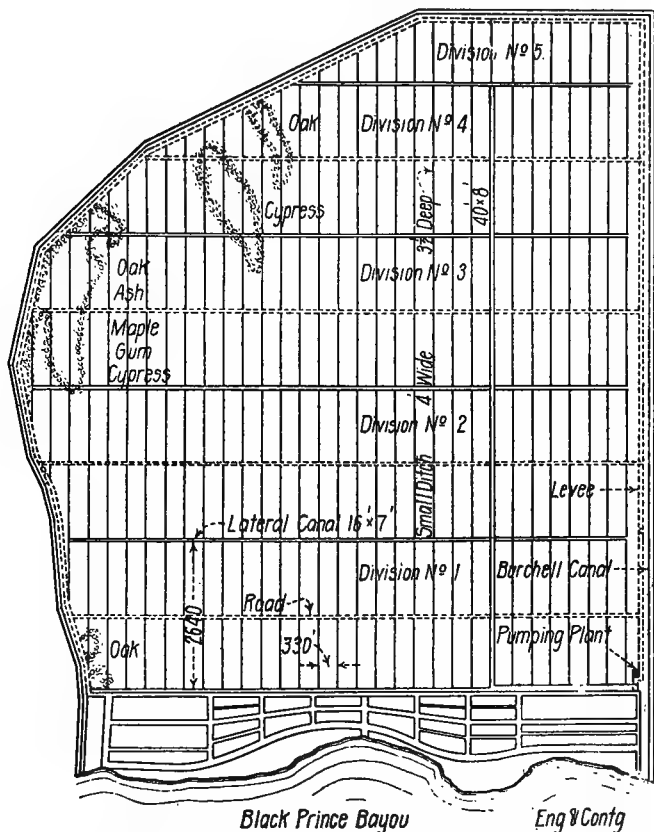 Division Nº 5.
Oak
Division Nº 4
40'×8'
3½' Deep
Cypress
Oak
Ash
Division Nº 3
Maple
Gum
Cypress
Small Ditch 4' Wide
Division Nº 2
Levee
Lateral Canal 16'×7'
Burchell Canal
Division Nº 1
2640
Road
330'
Oak
Pumping Plant
Black Prince Bayou
Eng & Contg